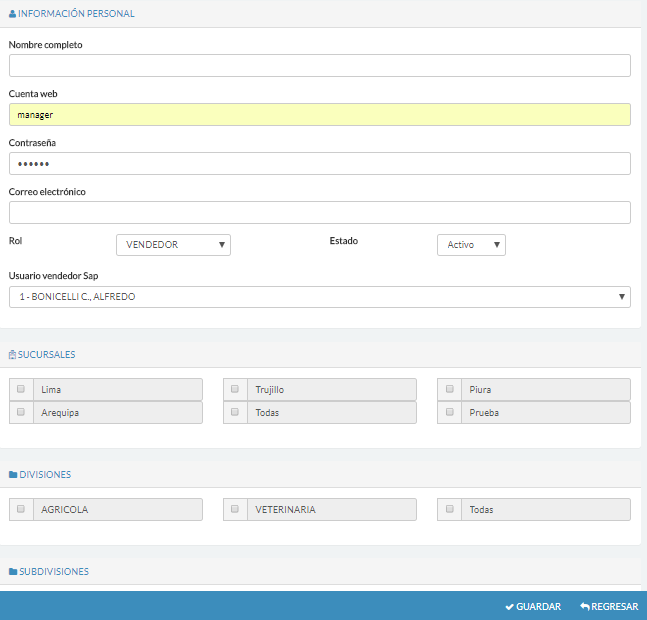 INFORMACIÓN PERSONAL
Nombre completo
Cuenta web
manager
Contraseña
••••••
Correo electrónico
Rol VENDEDOR Estado Activo
Usuario vendedor Sap
1 - BONICELLI C., ALFREDO
SUCURSALES
Lima Trujillo Piura
Arequipa Todas Prueba
DIVISIONES
AGRICOLA VETERINARIA Todas
SUBDIVISIONES
GUARDAR REGRESAR